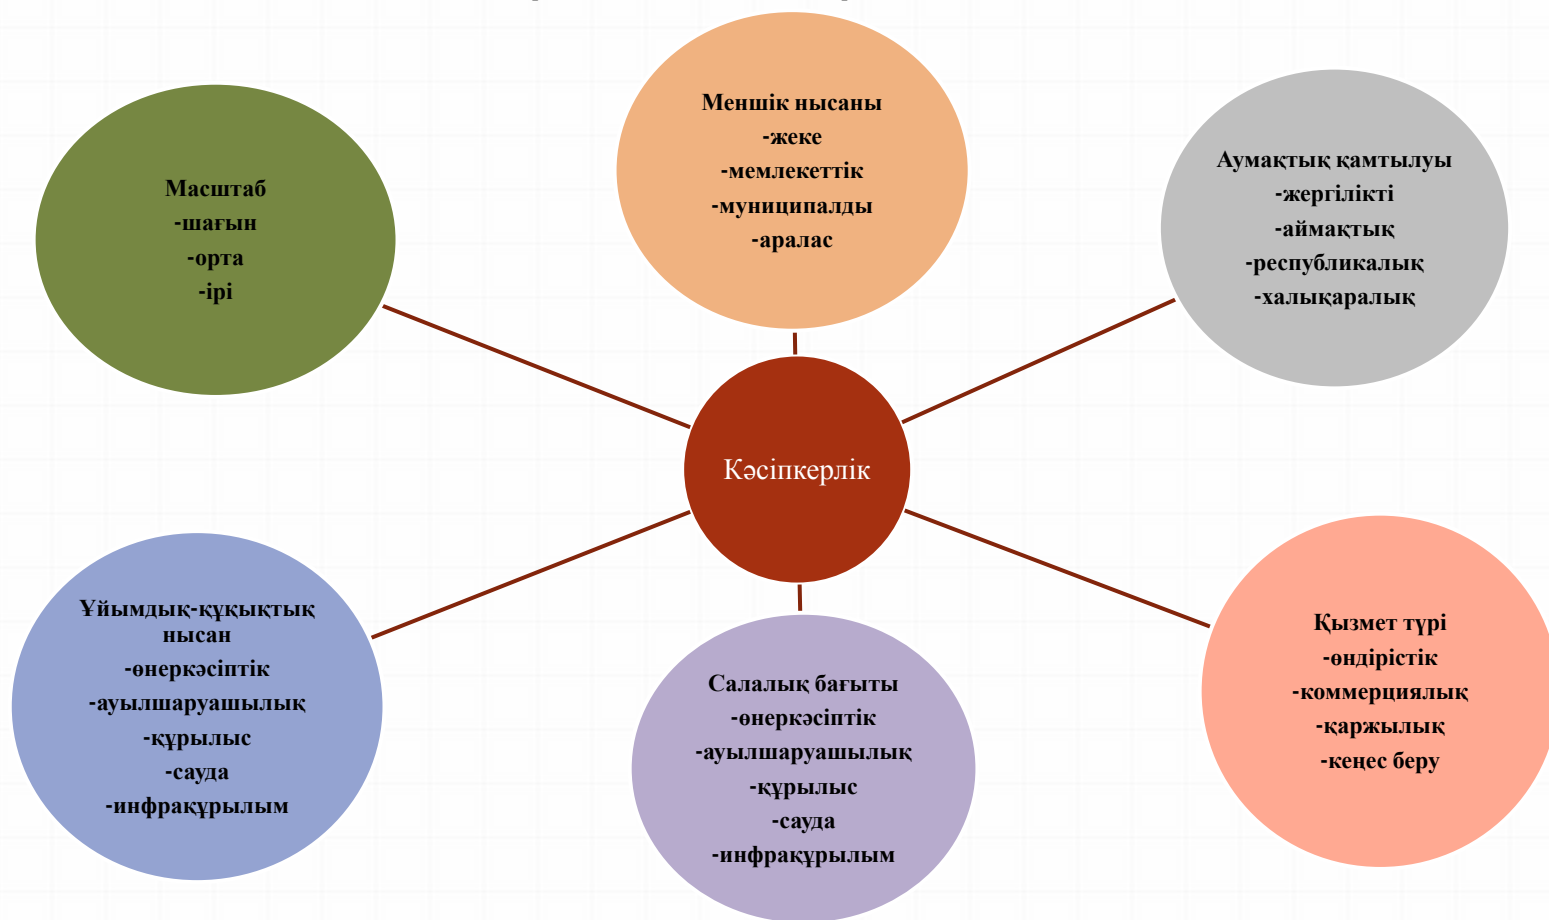 Меншік нысаны
-жеке
-мемлекеттік
-муниципалды
-аралас
Масштаб
-шағын
-орта
-ірі
Аумақтық қамтылуы
-жергілікті
-аймақтық
-республикалық
-халықаралық
Кәсіпкерлік
Ұйымдық-құқықтық
нысан
-өнеркәсіптік
-ауылшаруашылық
-құрылыс
-сауда
-инфрақұрылым
Салалық бағыты
-өнеркәсіптік
-ауылшаруашылық
-құрылыс
-сауда
-инфрақұрылым
Қызмет түрі
-өндірістік
-коммерциялық
-қаржылық
-кеңес беру